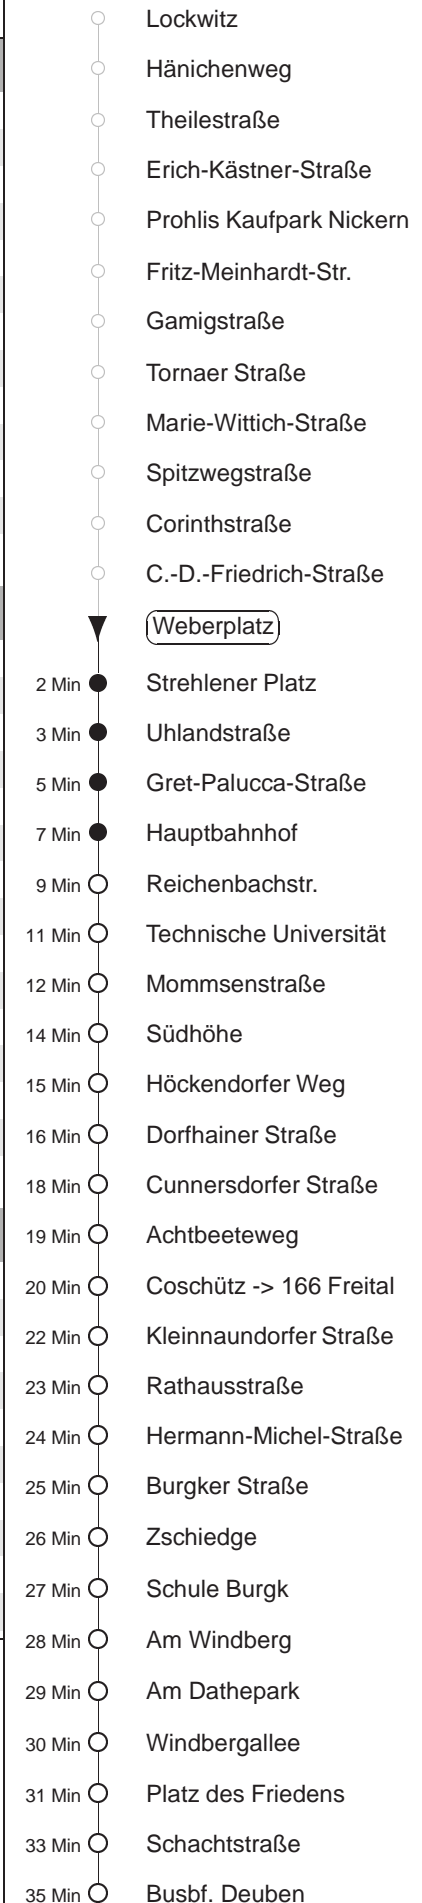 Lockwitz
Hänichenweg
Theilestraße
Erich-Kästner-Straße
Prohlis Kaufpark Nickern
Fritz-Meinhardt-Str.
Gamigstraße
Tornaer Straße
Marie-Wittich-Straße
Spitzwegstraße
Corinthstraße
C.-D.-Friedrich-Straße
Weberplatz
2 Min Strehlener Platz
3 Min Uhlandstraße
5 Min Gret-Palucca-Straße
7 Min Hauptbahnhof
9 Min Reichenbachstr.
11 Min Technische Universität
12 Min Mommsenstraße
14 Min Südhöhe
15 Min Höckendorfer Weg
16 Min Dorfhainer Straße
18 Min Cunnersdorfer Straße
19 Min Achtbeeteweg
20 Min Coschütz -> 166 Freital
22 Min Kleinnaundorfer Straße
23 Min Rathausstraße
24 Min Hermann-Michel-Straße
25 Min Burgker Straße
26 Min Zschiedge
27 Min Schule Burgk
28 Min Am Windberg
29 Min Am Dathepark
30 Min Windbergallee
31 Min Platz des Friedens
33 Min Schachtstraße
35 Min Busbf. Deuben